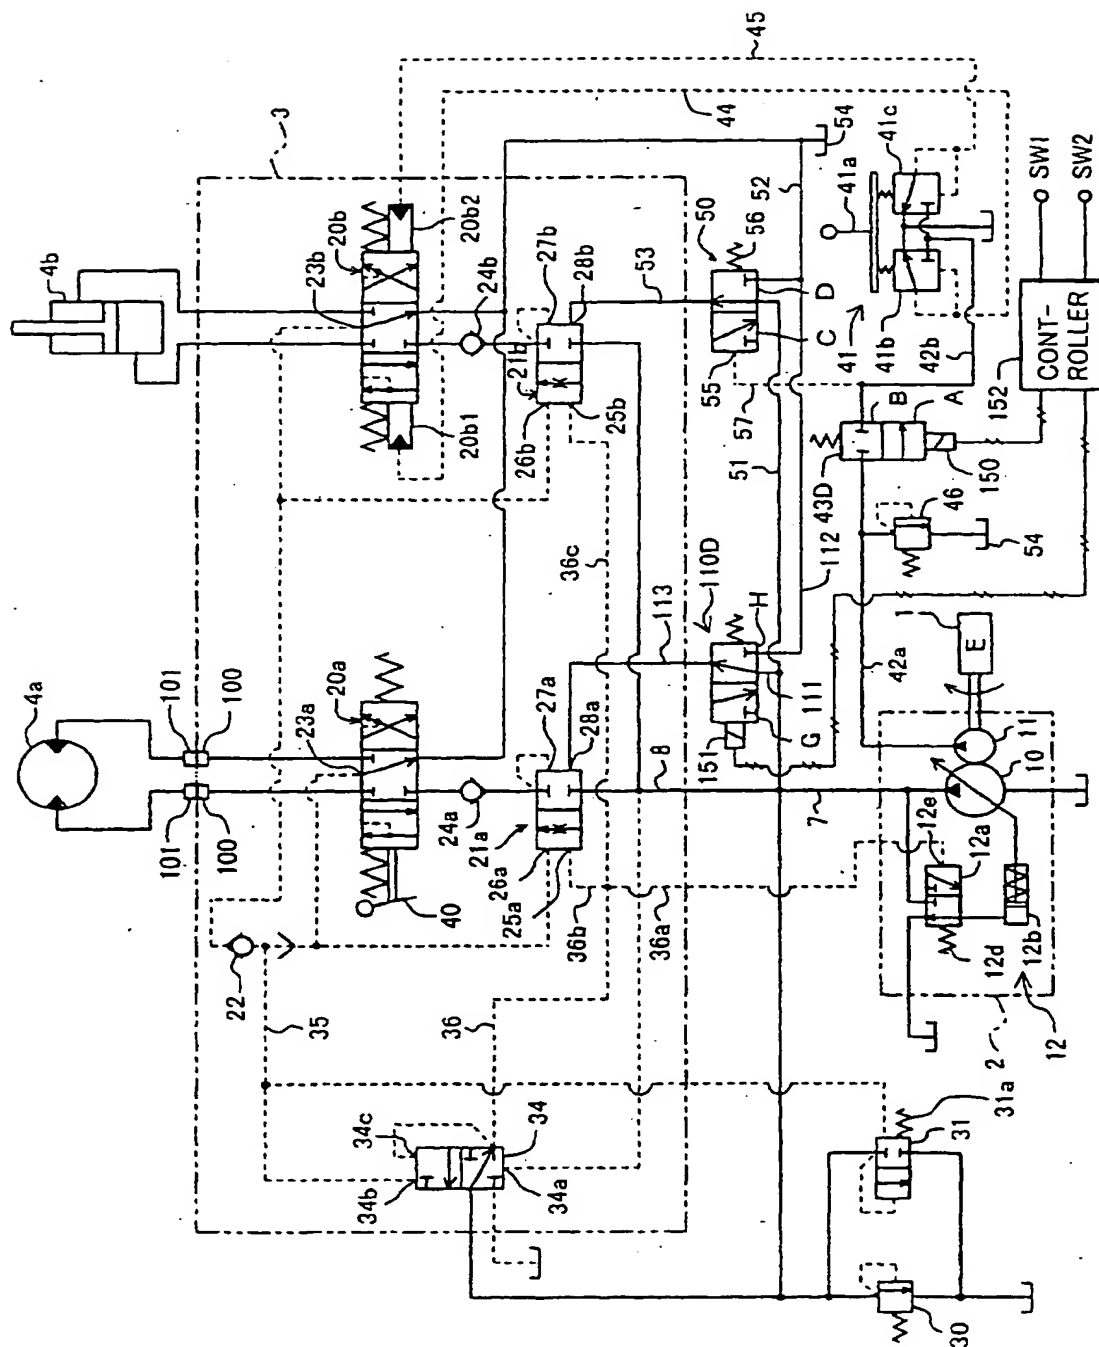 4a
101
100
101
100
23a
20a
40
24a
21a
26a
25a
27a
28a
36b
36a
22
35
36
34c
34b
34
34a
3
4b
23b
20b
20b1
20b2
24b
27b
28b
21b
26b
25b
36c
45
44
53
50
56
D
C
55
57
52
54
51
110D
H
113
111
G
151
112
43D
B
A
150
46
54
41a
41c
41
41b
42b
CONT-
ROLLER
152
SW1
SW2
42a
1
E
11
10
8
7
12e
12a
12b
12d
12
2
31a
31
30